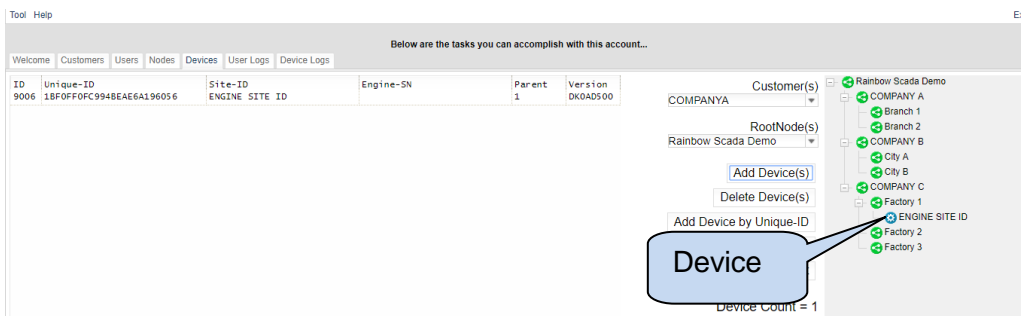 Tool Help
Ex
Below are the tasks you can accomplish with this account...
Welcome Customers Users Nodes Devices User Logs Device Logs
ID Unique-ID Site-ID Engine-SN Parent Version
9006 1BF0FF0FC994BEAE6A196056 ENGINE SITE ID 1 DK0AD500
Customer(s)
COMPANYA
RootNode(s)
Rainbow Scada Demo
Add Device(s)
Delete Device(s)
Add Device by Unique-ID
Device Count = 1
Rainbow Scada Demo
COMPANY A
Branch 1
Branch 2
COMPANY B
City A
City B
COMPANY C
Factory 1
ENGINE SITE ID
Factory 2
Factory 3
Device